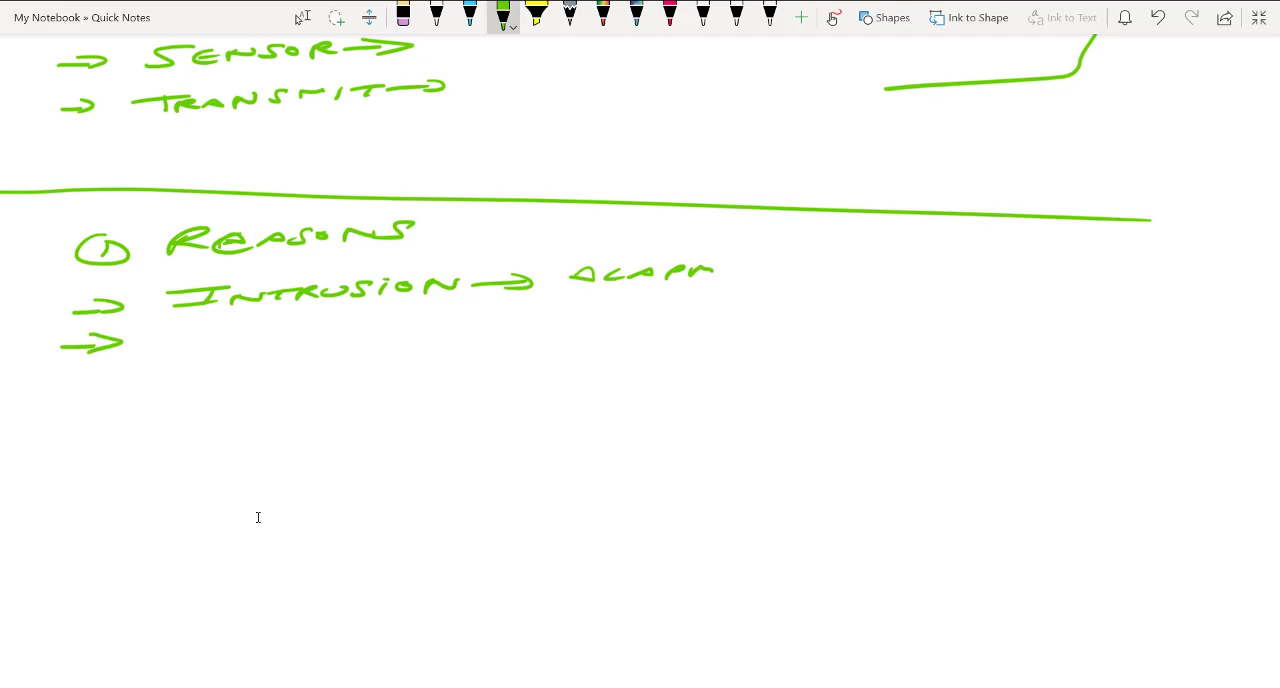 My Notebook » Quick Notes
Shapes
Ink to Shape
Ink to Text
⇒ SENSOR →
→ TRANSMIT →
① REASONS
⇒ INTRUSION → ALARM
⇒